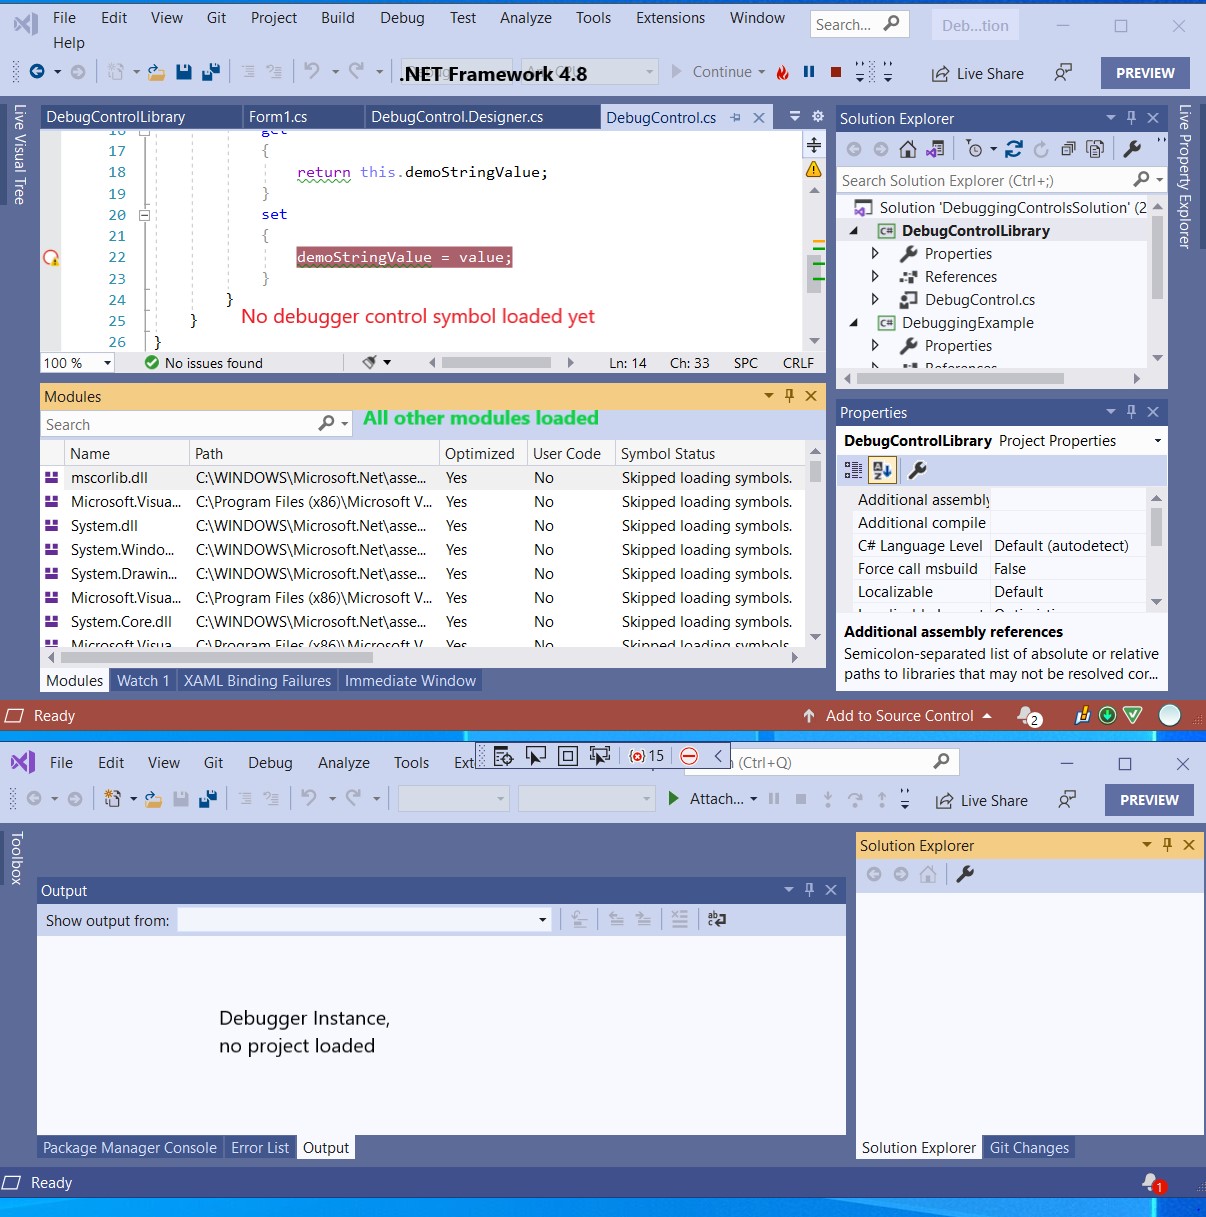 File Edit View Git Project Build Debug Test Analyze Tools Extensions Window
Help
Search...
Deb...tion
.NET Framework 4.8
Continue
Live Share
PREVIEW
Live Visual Tree
DebugControlLibrary
Form1.cs
DebugControl.Designer.cs
DebugControl.cs
16 get
17 {
18 return this.demoStringValue;
19 }
20 set
21 {
22 demoStringValue = value;
23 }
24 }
25 }
26 }
No debugger control symbol loaded yet
100 %
No issues found
Ln: 14 Ch: 33 SPC CRLF
Solution Explorer
Search Solution Explorer (Ctrl+;)
Solution 'DebuggingControlsSolution' (2
C# DebugControlLibrary
Properties
References
DebugControl.cs
C# DebuggingExample
Properties
References
Live Property Explorer
Modules
Search
All other modules loaded
Name Path Optimized User Code Symbol Status
mscorlib.dll C:\WINDOWS\Microsoft.Net\asse... Yes No Skipped loading symbols.
Microsoft.Visua... C:\Program Files (x86)\Microsoft V... Yes No Skipped loading symbols.
System.dll C:\WINDOWS\Microsoft.Net\asse... Yes No Skipped loading symbols.
System.Windo... C:\WINDOWS\Microsoft.Net\asse... Yes No Skipped loading symbols.
System.Drawin... C:\WINDOWS\Microsoft.Net\asse... Yes No Skipped loading symbols.
Microsoft.Visua... C:\Program Files (x86)\Microsoft V... Yes No Skipped loading symbols.
System.Core.dll C:\WINDOWS\Microsoft.Net\asse... Yes No Skipped loading symbols.
Microsoft.Visua... C:\Program Files (x86)\Microsoft V... Yes No Skipped loading symbols.
Modules Watch 1 XAML Binding Failures Immediate Window
Properties
DebugControlLibrary Project Properties
Additional assembly
Additional compile
C# Language Level Default (autodetect)
Force call msbuild False
Localizable Default
Additional assembly references
Semicolon-separated list of absolute or relative
paths to libraries that may not be resolved cor...
Ready
Add to Source Control
2
File Edit View Git Debug Analyze Tools Ext
15
(Ctrl+Q)
Attach...
Live Share
PREVIEW
Toolbox
Output
Show output from:
Debugger Instance,
no project loaded
Package Manager Console Error List Output
Solution Explorer
Solution Explorer Git Changes
Ready
1